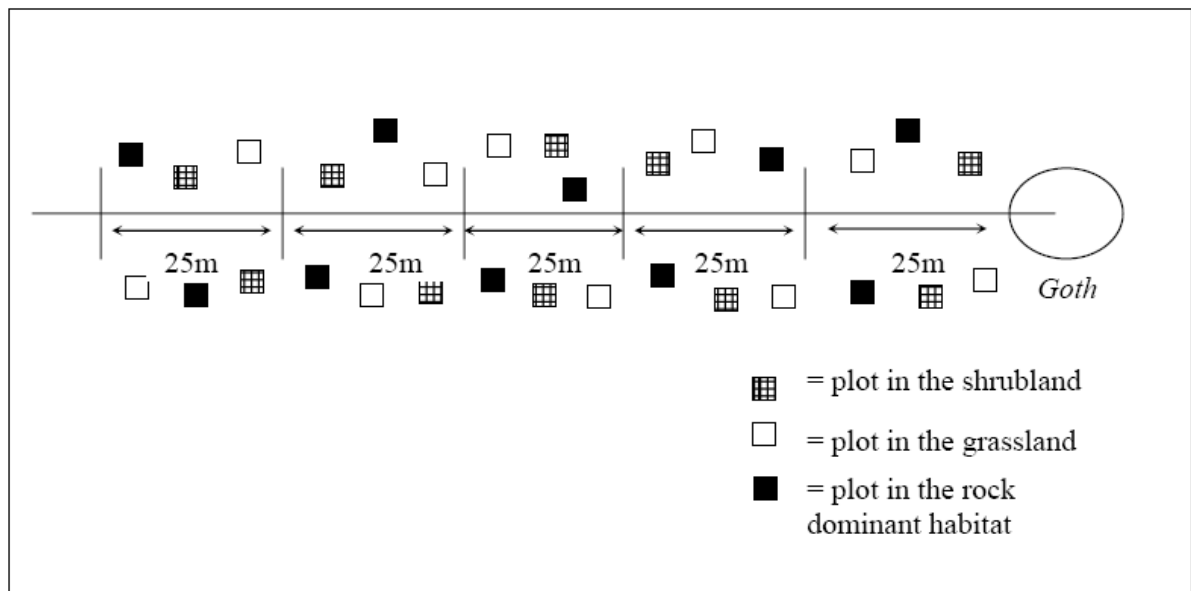 25m
25m
25m
25m
25m
Goth
= plot in the shrubland
= plot in the grassland
= plot in the rock
dominant habitat